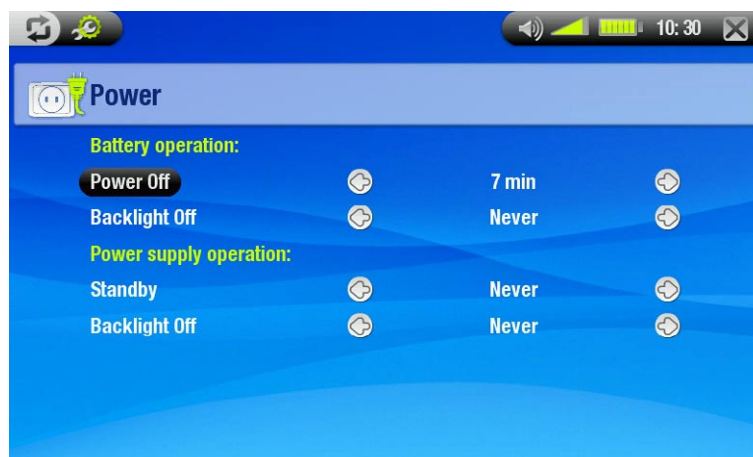 10:30
Power
Battery operation:
Power Off 7 min
Backlight Off Never
Power supply operation:
Standby Never
Backlight Off Never